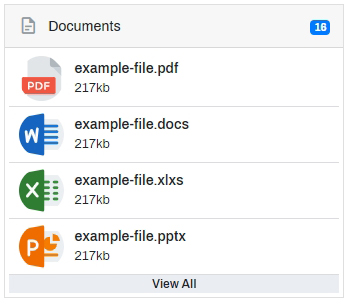 Documents
16
PDF
example-file.pdf
217kb
W
example-file.docs
217kb
X
example-file.xlxs
217kb
P
example-file.pptx
217kb
View All